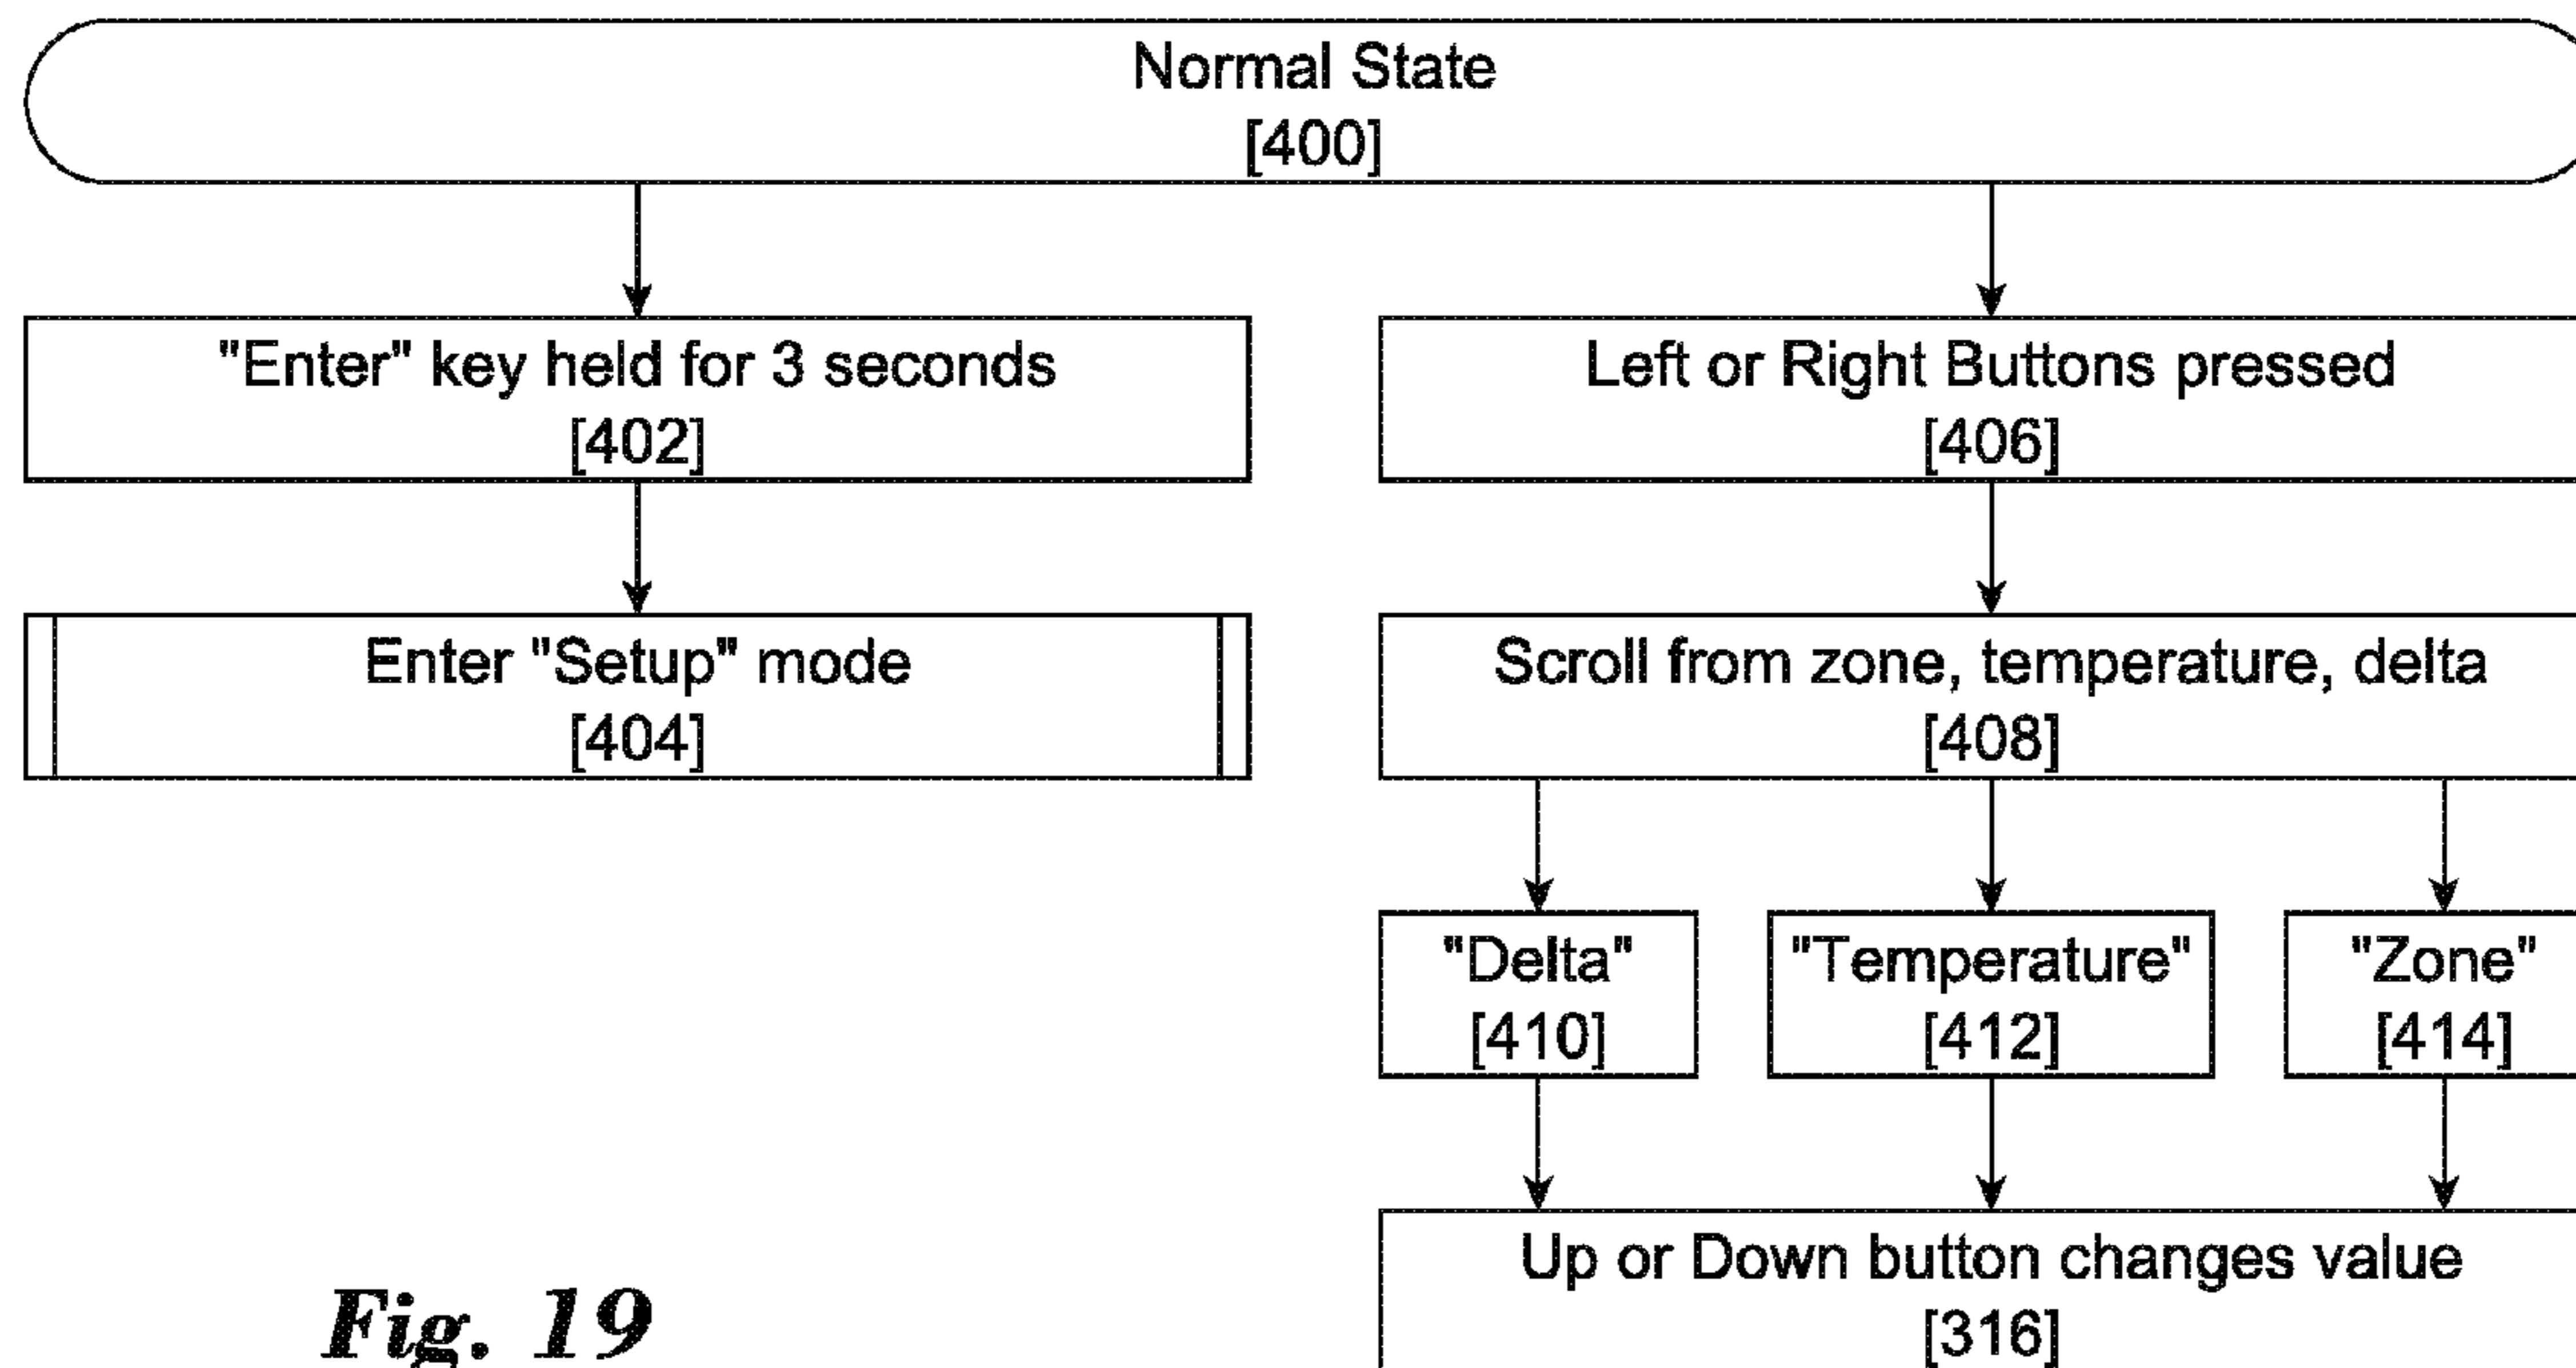 Normal State
[400]
"Enter" key held for 3 seconds
[402]
Left or Right Buttons pressed
[406]
Enter "Setup" mode
[404]
Scroll from zone, temperature, delta
[408]
"Delta"
[410]
"Temperature"
[412]
"Zone"
[414]
Up or Down button changes value
[316]
Fig. 19